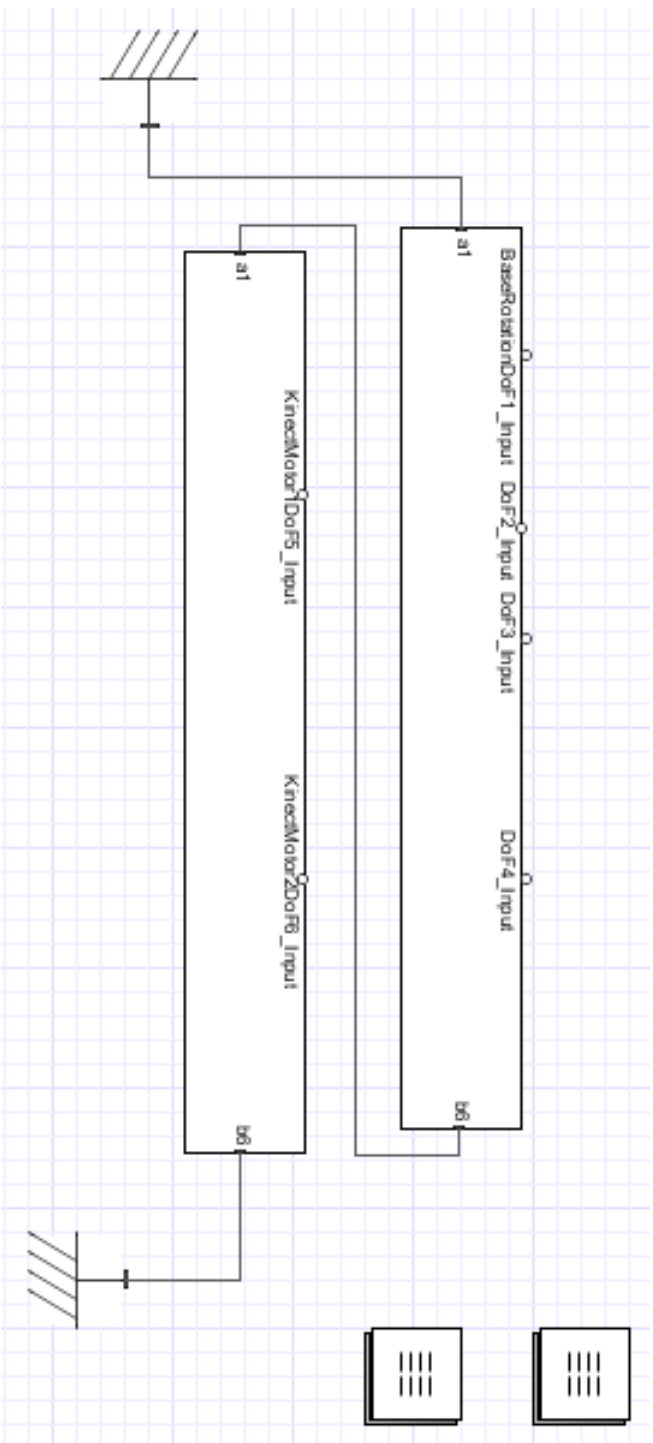 a1
BaseRotationDoF1_Input
DoF2_Input
DoF3_Input
DoF4_Input
b6
a1
KinectMotor1DoF5_Input
KinectMotor2DoF6_Input
b6